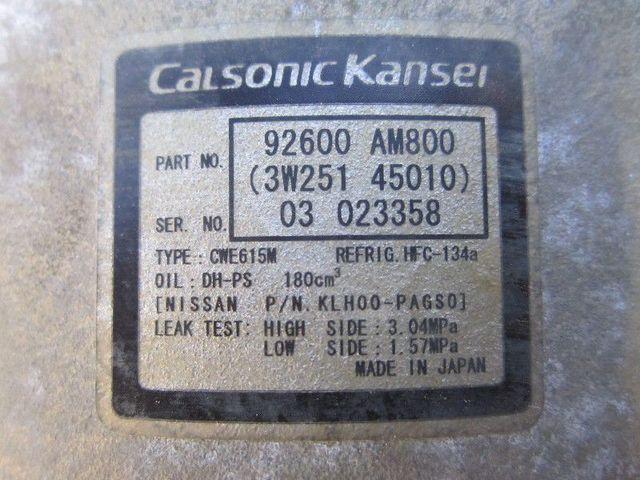 Calsonic Kansei
PART NO. 92600 AM800
(3W251 45010)
SER. NO. 03 023358
TYPE: CWE615M REFRIG. HFC-134a
OIL: DH-PS 180cm³
[NISSAN P/N. KLH00-PAGS0]
LEAK TEST: HIGH SIDE: 3.04MPa
LOW SIDE: 1.57MPa
MADE IN JAPAN